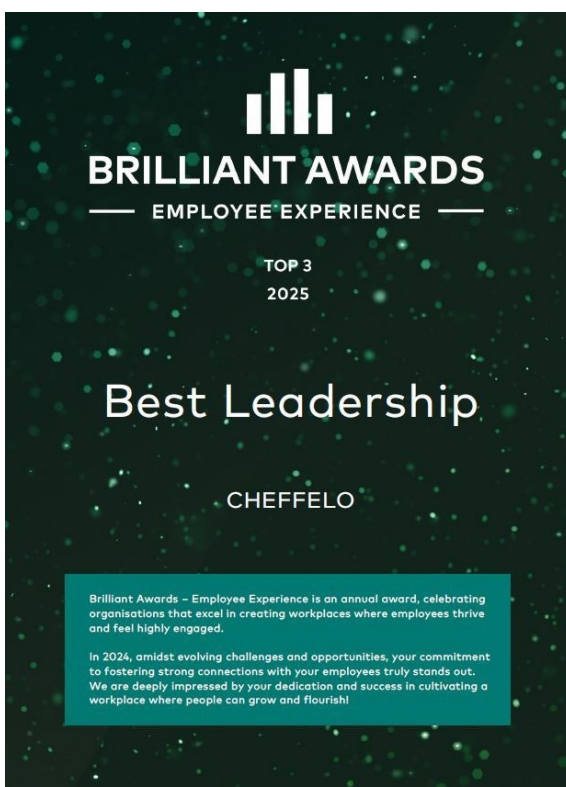 BRILLIANT AWARDS
EMPLOYEE EXPERIENCE
TOP 3
2025
Best Leadership
CHEFFELO
Brilliant Awards – Employee Experience is an annual award, celebrating
organisations that excel in creating workplaces where employees thrive
and feel highly engaged.
In 2024, amidst evolving challenges and opportunities, your commitment
to fostering strong connections with your employees truly stands out.
We are deeply impressed by your dedication and success in cultivating a
workplace where people can grow and flourish!